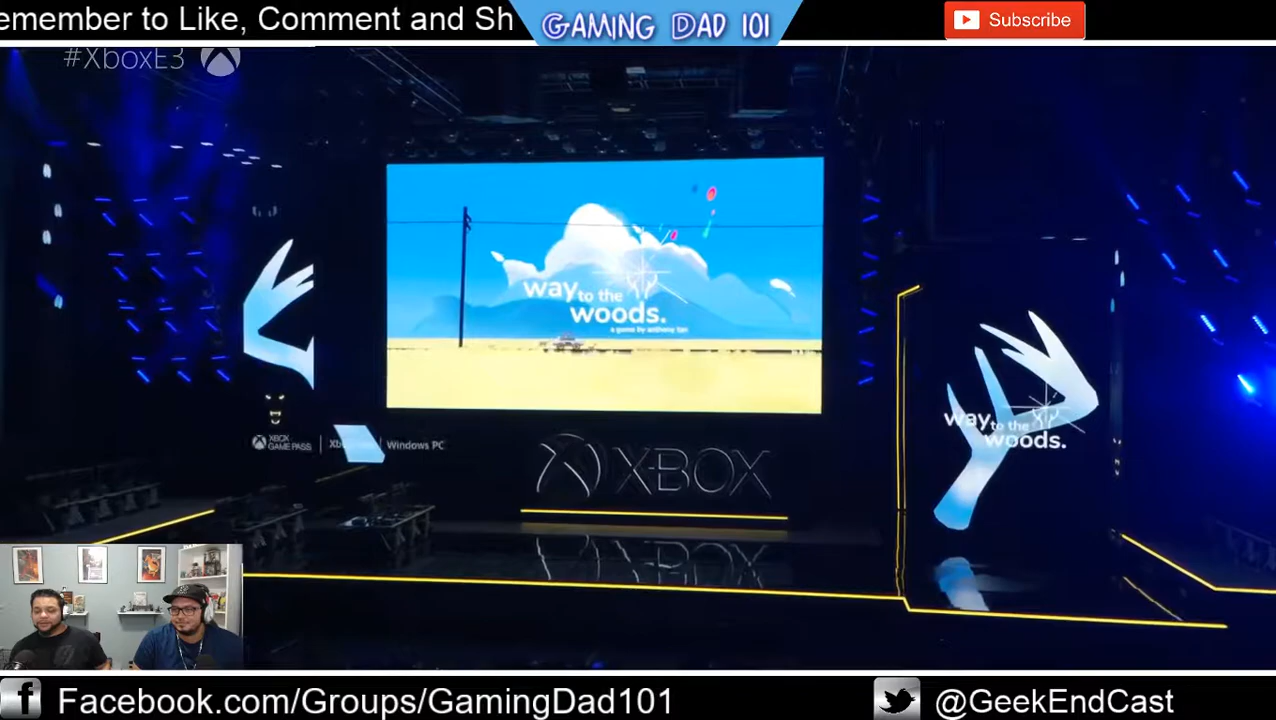 emember to Like, Comment and Sh
GAMING DAD 101
Subscribe
#XboxE3
way to the
woods.
a game by anthony tan
way to the
woods.
XBOX
GAME PASS
Windows PC
XBOX
Facebook.com/Groups/GamingDad101
@GeekEndCast